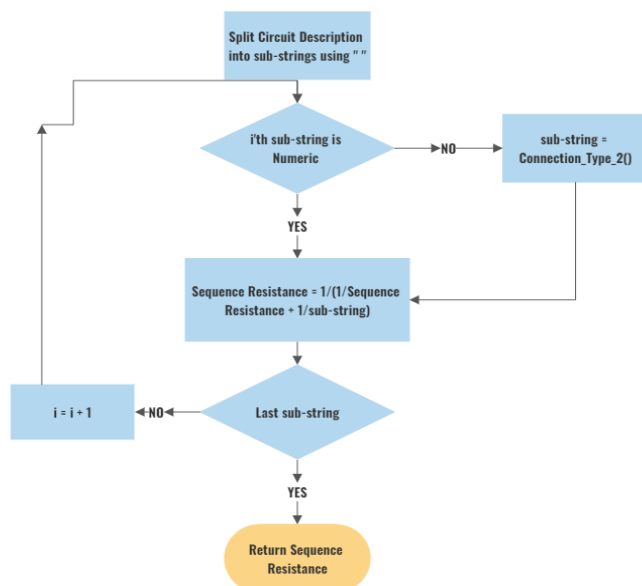 Split Circuit Description
into sub-strings using " "
i'th sub-string is
Numeric
NO
sub-string =
Connection_Type_2()
YES
Sequence Resistance = 1/(1/Sequence
Resistance + 1/sub-string)
i = i + 1
NO
Last sub-string
YES
Return Sequence
Resistance